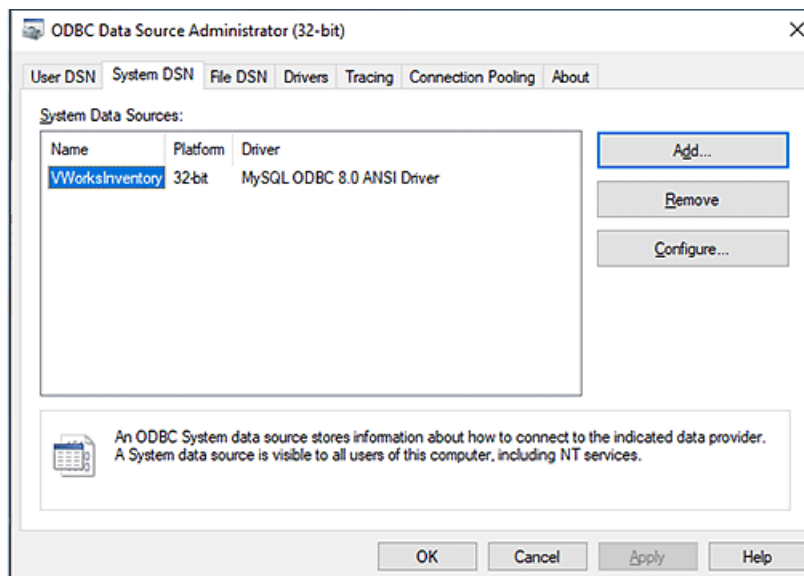 ODBC Data Source Administrator (32-bit)
User DSN System DSN File DSN Drivers Tracing Connection Pooling About
System Data Sources:
Name Platform Driver
VWorksInventory 32-bit MySQL ODBC 8.0 ANSI Driver
Add...
Remove
Configure...
An ODBC System data source stores information about how to connect to the indicated data provider.
A System data source is visible to all users of this computer, including NT services.
OK Cancel Apply Help